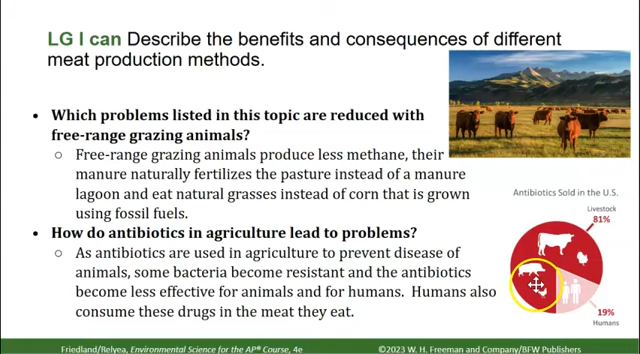 LG I can Describe the benefits and consequences of different
meat production methods.
• Which problems listed in this topic are reduced with
free-range grazing animals?
○ Free-range grazing animals produce less methane, their
manure naturally fertilizes the pasture instead of a manure
lagoon and eat natural grasses instead of corn that is grown
using fossil fuels.
• How do antibiotics in agriculture lead to problems?
○ As antibiotics are used in agriculture to prevent disease of
animals, some bacteria become resistant and the antibiotics
become less effective for animals and for humans. Humans also
consume these drugs in the meat they eat.
Antibiotics Sold in the U.S.
Livestock
81%
19%
Humans
Friedland/Relyea, Environmental Science for the AP® Course, 4e
©2023 W. H. Freeman and Company/BFW Publishers